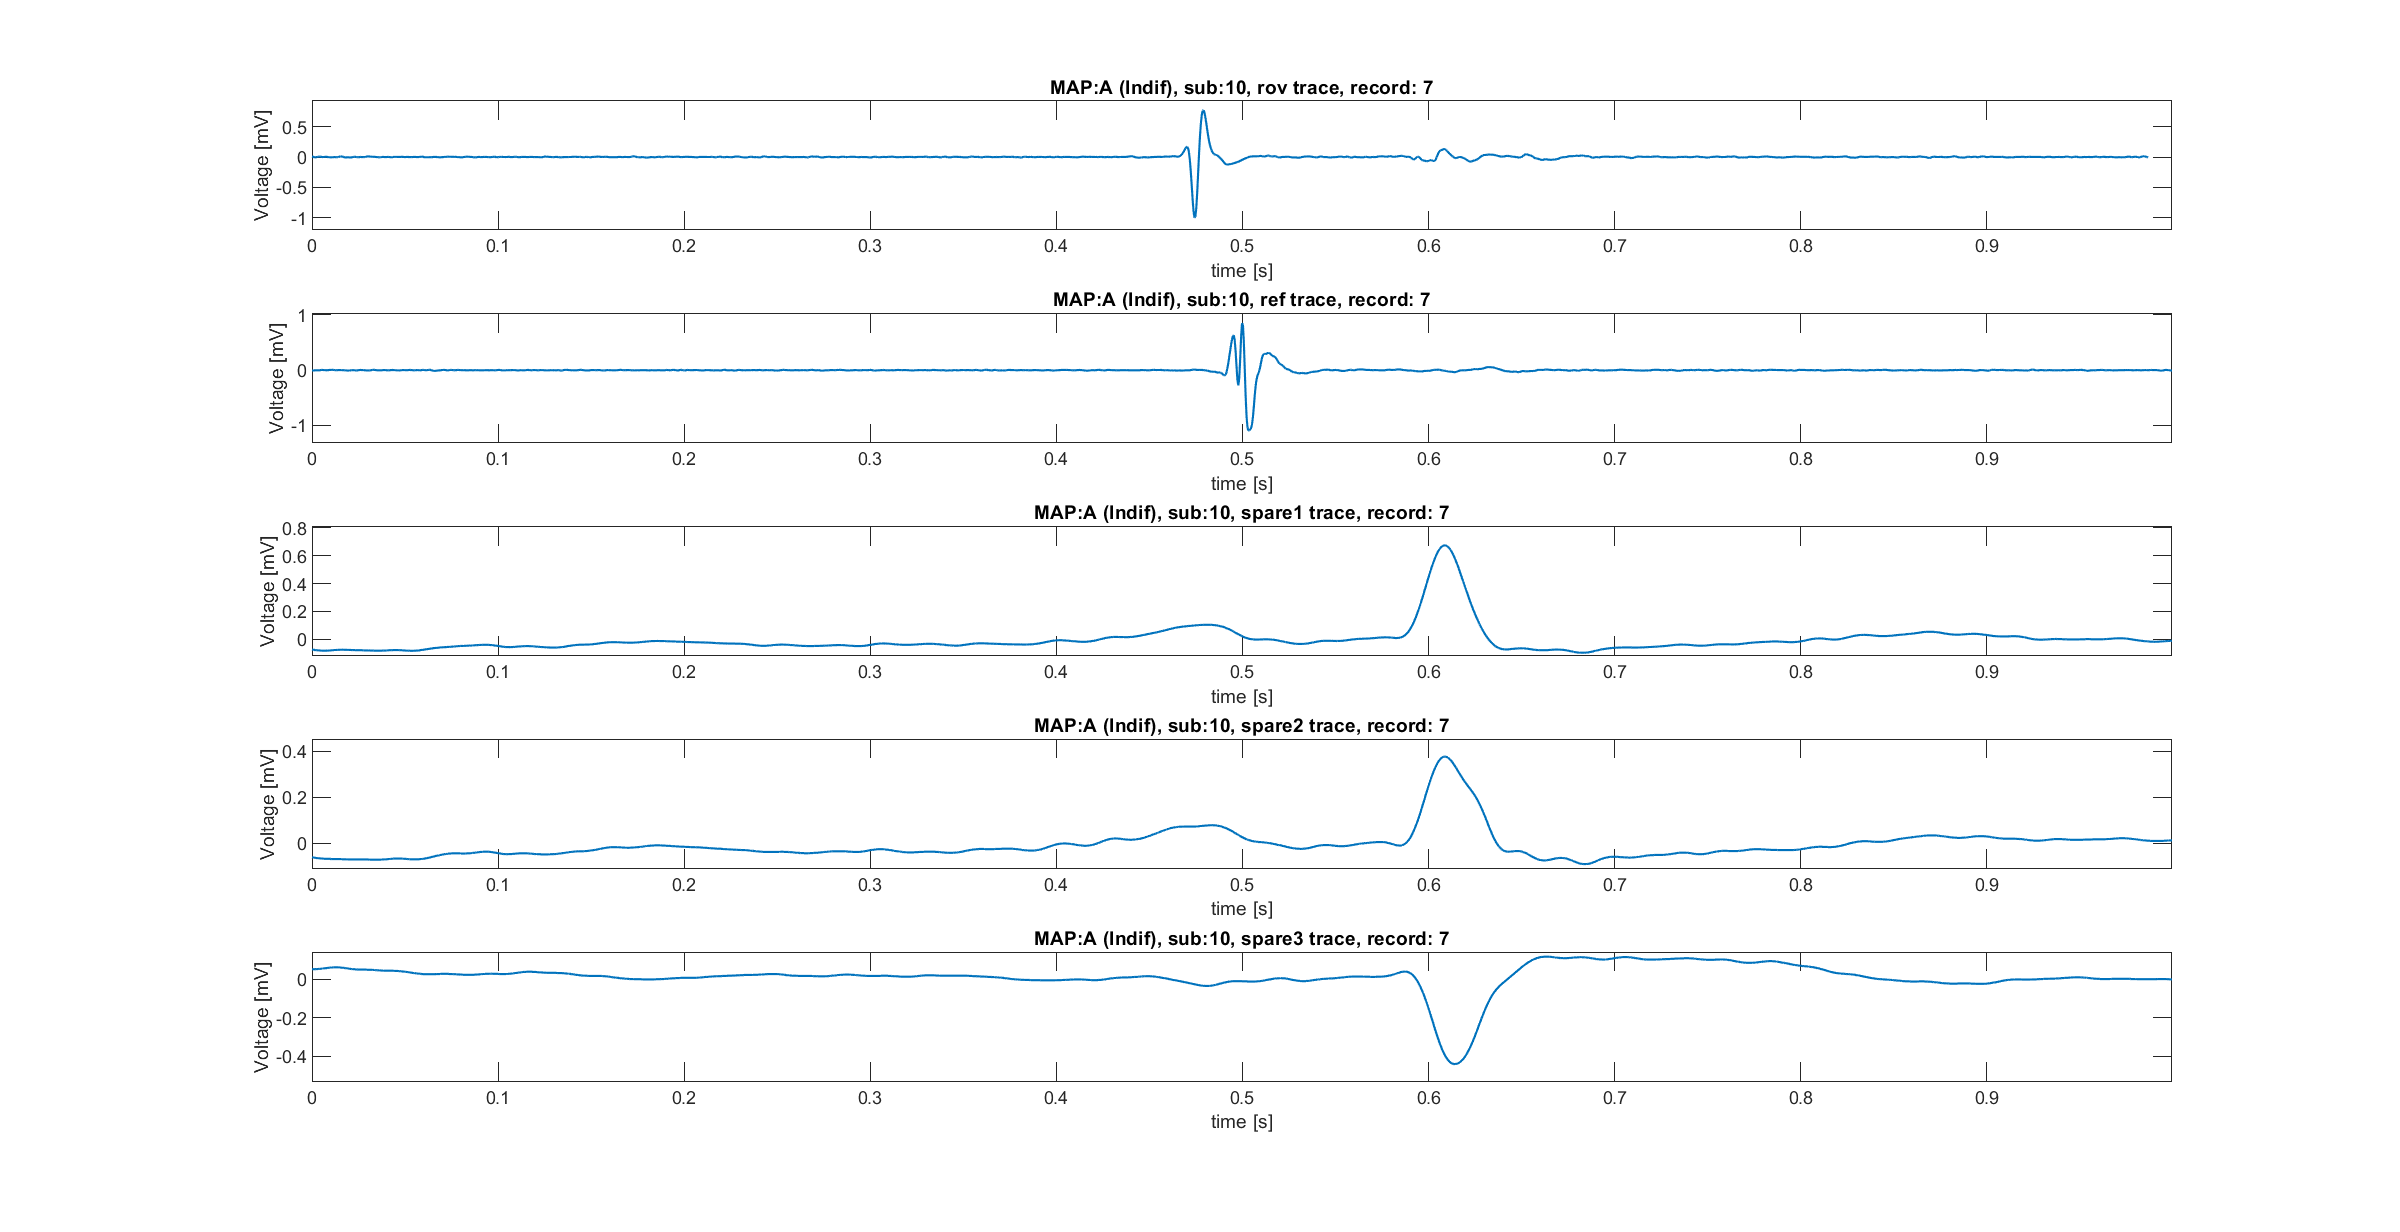 MAP:A (Indif), sub:10, rov trace, record: 7
Voltage [mV]
0.5
0
-0.5
-1
0 0.1 0.2 0.3 0.4 0.5 0.6 0.7 0.8 0.9
time [s]
MAP:A (Indif), sub:10, ref trace, record: 7
Voltage [mV]
1
0
-1
0 0.1 0.2 0.3 0.4 0.5 0.6 0.7 0.8 0.9
time [s]
MAP:A (Indif), sub:10, spare1 trace, record: 7
Voltage [mV]
0.8
0.6
0.4
0.2
0
0 0.1 0.2 0.3 0.4 0.5 0.6 0.7 0.8 0.9
time [s]
MAP:A (Indif), sub:10, spare2 trace, record: 7
Voltage [mV]
0.4
0.2
0
0 0.1 0.2 0.3 0.4 0.5 0.6 0.7 0.8 0.9
time [s]
MAP:A (Indif), sub:10, spare3 trace, record: 7
Voltage [mV]
0
-0.2
-0.4
0 0.1 0.2 0.3 0.4 0.5 0.6 0.7 0.8 0.9
time [s]